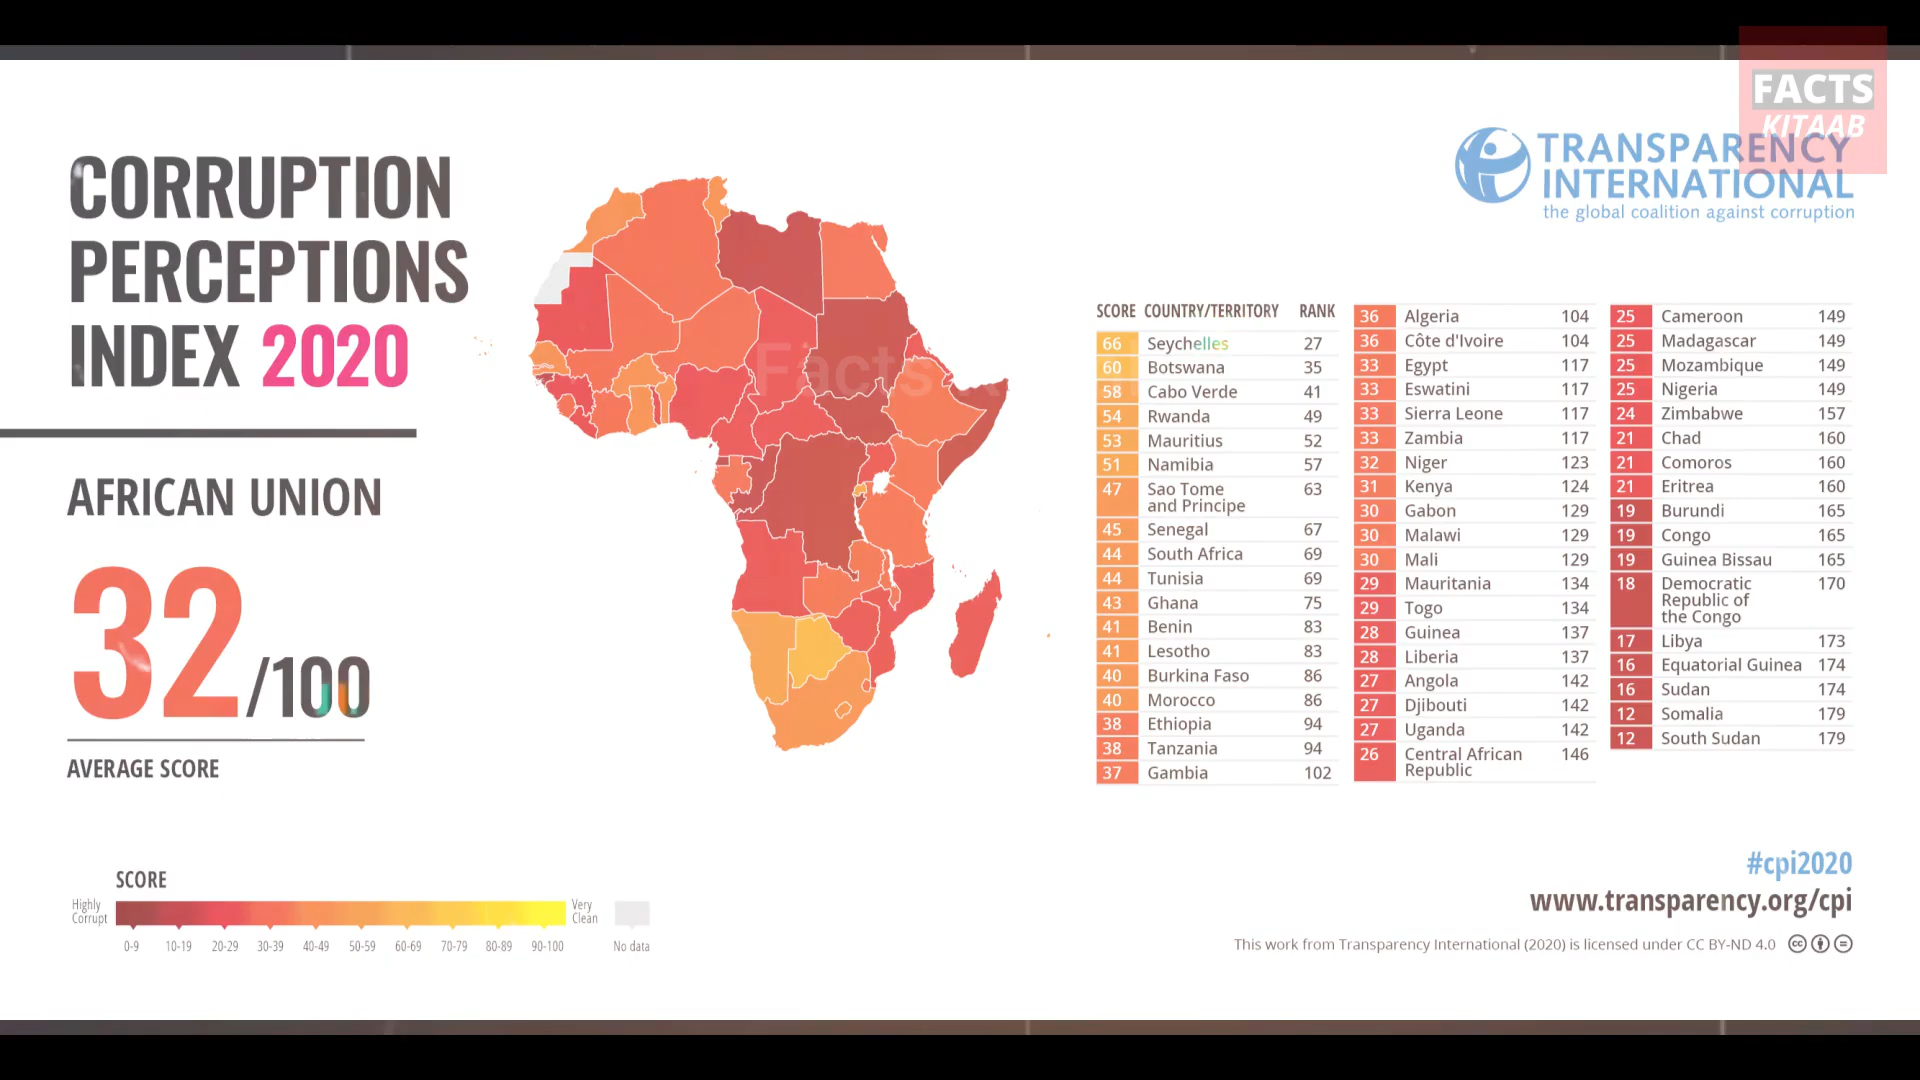 FACTS
KITAAB
CORRUPTION
PERCEPTIONS
INDEX 2020
AFRICAN UNION
32/100
AVERAGE SCORE
TRANSPARENCY
INTERNATIONAL
the global coalition against corruption
Facts
SCORE COUNTRY/TERRITORY RANK
66 Seychelles 27
60 Botswana 35
58 Cabo Verde 41
54 Rwanda 49
53 Mauritius 52
51 Namibia 57
47 Sao Tome 63
and Principe
45 Senegal 67
44 South Africa 69
44 Tunisia 69
43 Ghana 75
41 Benin 83
41 Lesotho 83
40 Burkina Faso 86
40 Morocco 86
38 Ethiopia 94
38 Tanzania 94
37 Gambia 102
36 Algeria 104
36 Côte d'Ivoire 104
33 Egypt 117
33 Eswatini 117
33 Sierra Leone 117
33 Zambia 117
32 Niger 123
31 Kenya 124
30 Gabon 129
30 Malawi 129
30 Mali 129
29 Mauritania 134
29 Togo 134
28 Guinea 137
28 Liberia 137
27 Angola 142
27 Djibouti 142
27 Uganda 142
26 Central African 146
Republic
25 Cameroon 149
25 Madagascar 149
25 Mozambique 149
25 Nigeria 149
24 Zimbabwe 157
21 Chad 160
21 Comoros 160
21 Eritrea 160
19 Burundi 165
19 Congo 165
19 Guinea Bissau 165
18 Democratic 170
Republic of
the Congo
17 Libya 173
16 Equatorial Guinea 174
16 Sudan 174
12 Somalia 179
12 South Sudan 179
SCORE
Highly
Corrupt
Very
Clean
0-9 10-19 20-29 30-39 40-49 50-59 60-69 70-79 80-89 90-100 No data
#cpi2020
www.transparency.org/cpi
This work from Transparency International (2020) is licensed under CC BY-ND 4.0